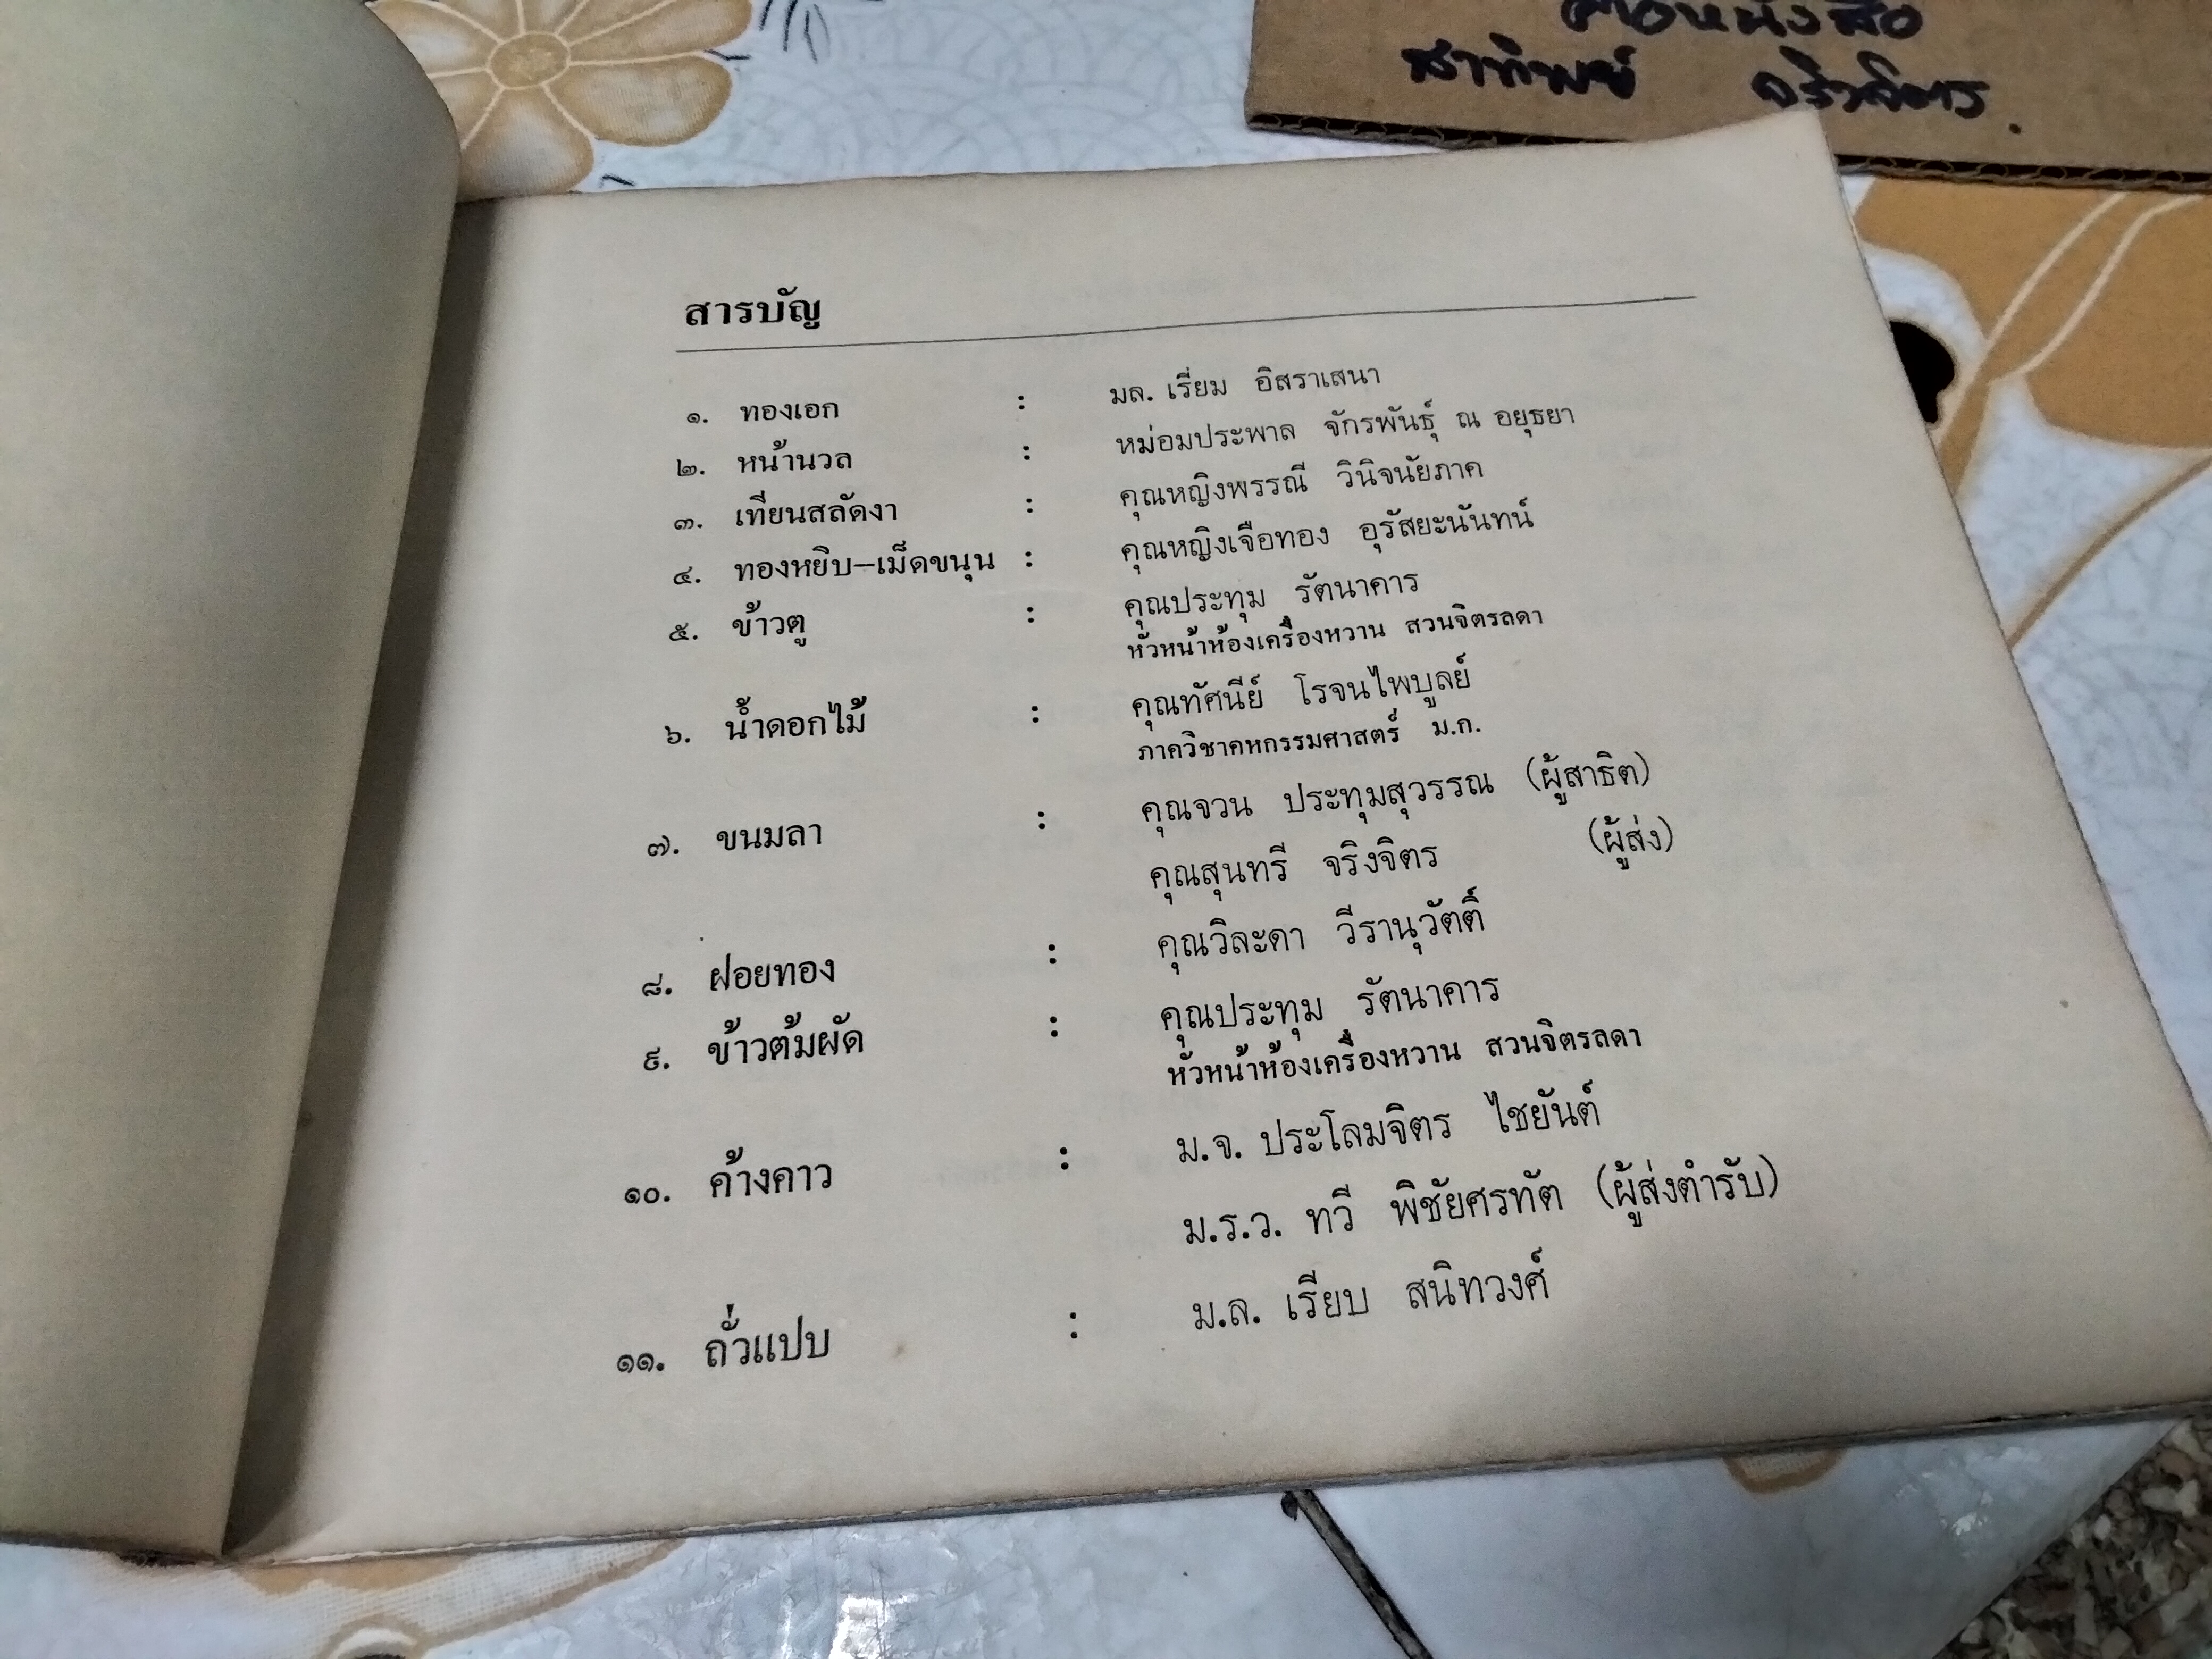 สารบัญ
๑. ทองเอก : มล. เรี่ยม อิสราเสนา
๒. หน้านวล : หม่อมประพาล จักรพันธุ์ ณ อยุธยา
๓. เทียนสลัดงา : คุณหญิงพรรณี วินิจนัยภาค
๔. ทองหยิบ–เม็ดขนุน : คุณหญิงเจือทอง อุรัสยะนันทน์
๕. ข้าวตู : คุณประทุม รัตนาคาร
หัวหน้าห้องเครื่องหวาน สวนจิตรลดา
๖. น้ำดอกไม้ : คุณทัศนีย์ โรจนไพบูลย์
ภาควิชาคหกรรมศาสตร์ ม.ก.
๗. ขนมลา : คุณจวน ประทุมสุวรรณ (ผู้สาธิต)
คุณสุนทรี จริงจิตร (ผู้ส่ง)
๘. ฝอยทอง : คุณวิละดา วีรานุวัตติ์
๙. ข้าวต้มผัด : คุณประทุม รัตนาคาร
หัวหน้าห้องเครื่องหวาน สวนจิตรลดา
๑๐. ค้างคาว : ม.จ. ประโลมจิตร ไชยันต์
ม.ร.ว. ทวี พิชัยศรทัต (ผู้ส่งตำรับ)
๑๑. ถั่วแปบ : ม.ล. เรียบ สนิทวงศ์